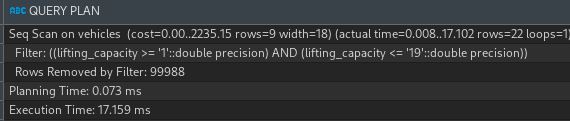 ABC QUERY PLAN
Seq Scan on vehicles (cost=0.00..2235.15 rows=9 width=18) (actual time=0.008..17.102 rows=22 loops=1)
Filter: ((lifting_capacity >= '1'::double precision) AND (lifting_capacity <= '19'::double precision))
Rows Removed by Filter: 99988
Planning Time: 0.073 ms
Execution Time: 17.159 ms